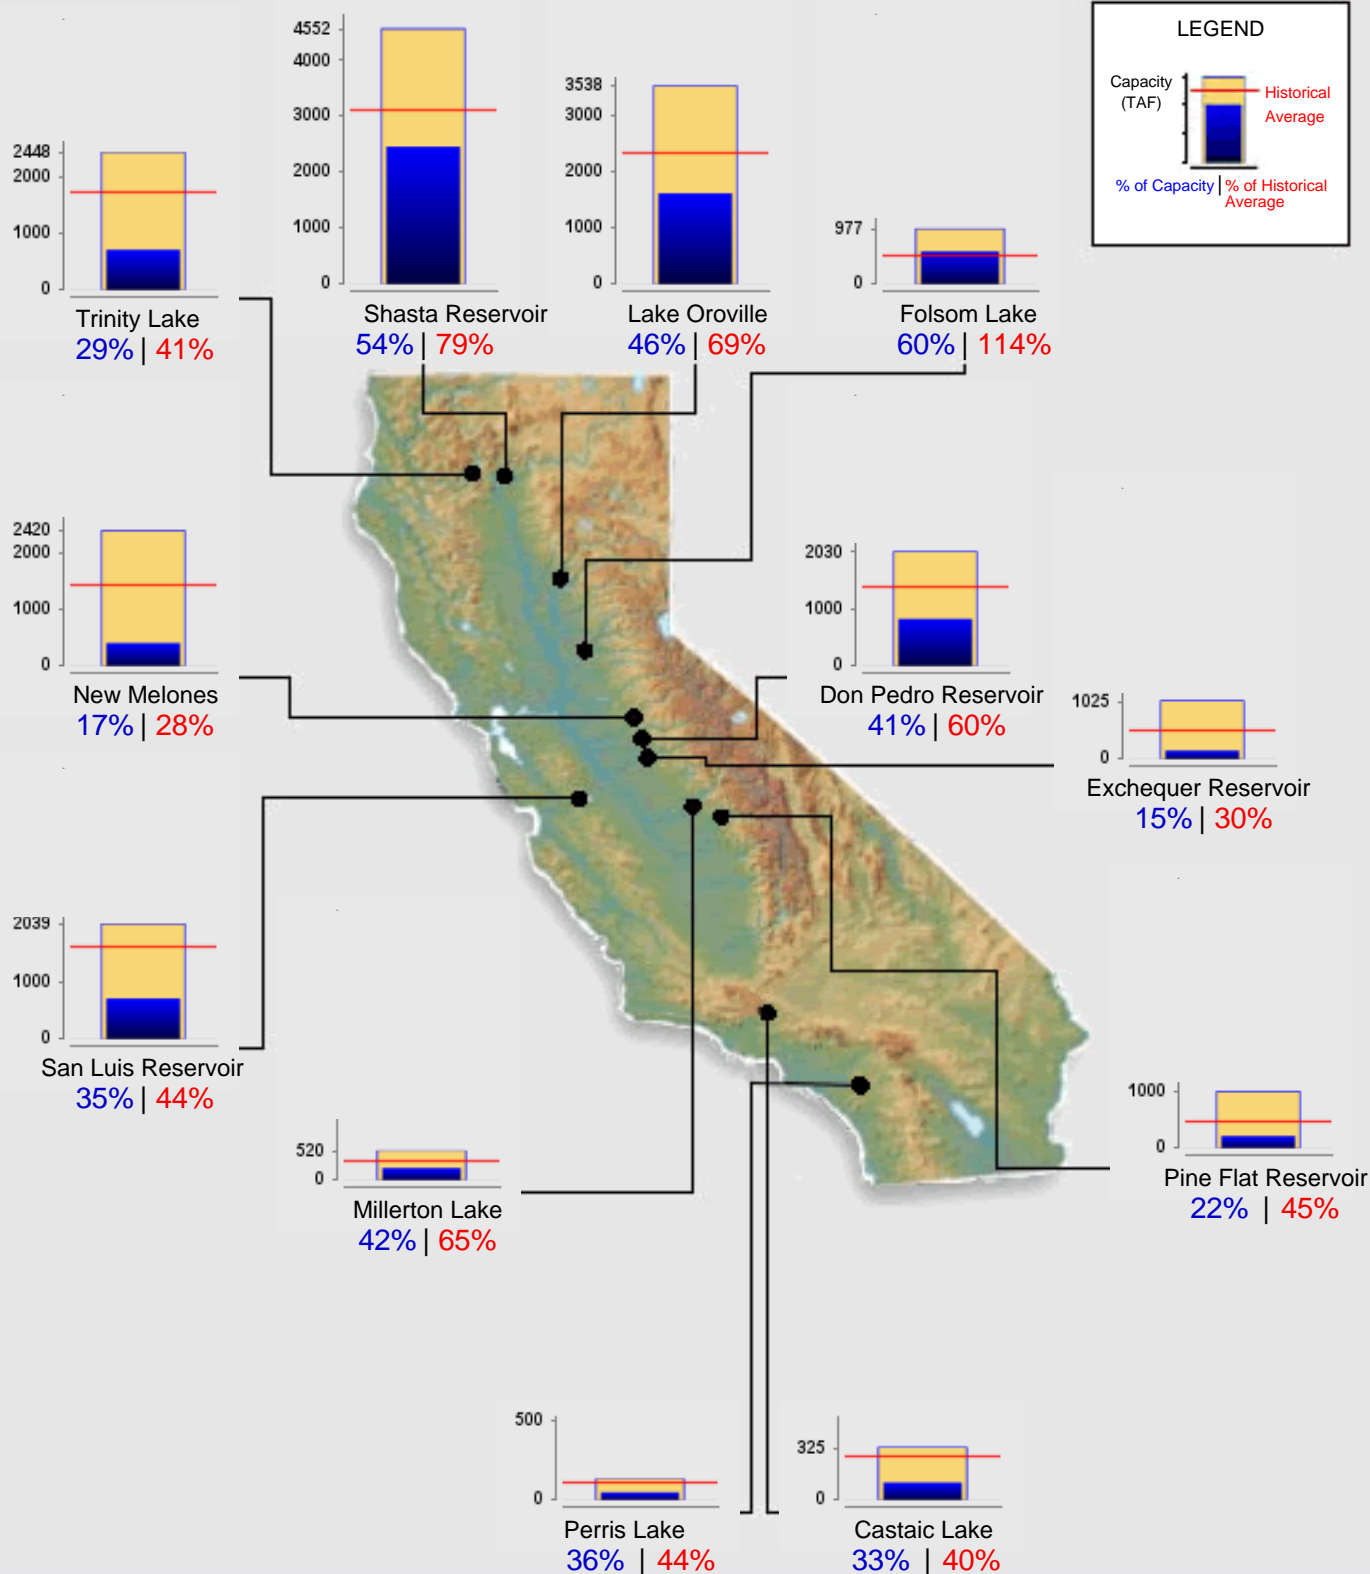 LEGEND
Capacity
(TAF)
Historical
Average
% of Capacity | % of Historical
Average
4552
4000
3000
2000
1000
0
Shasta Reservoir
54% | 79%
3538
3000
2000
1000
0
Lake Oroville
46% | 69%
2448
2000
1000
0
Trinity Lake
29% | 41%
977
0
Folsom Lake
60% | 114%
2420
2000
1000
0
New Melones
17% | 28%
2030
1000
0
Don Pedro Reservoir
41% | 60%
1025
0
Exchequer Reservoir
15% | 30%
2039
1000
0
San Luis Reservoir
35% | 44%
520
0
Millerton Lake
42% | 65%
1000
0
Pine Flat Reservoir
22% | 45%
500
0
Perris Lake
36% | 44%
325
0
Castaic Lake
33% | 40%